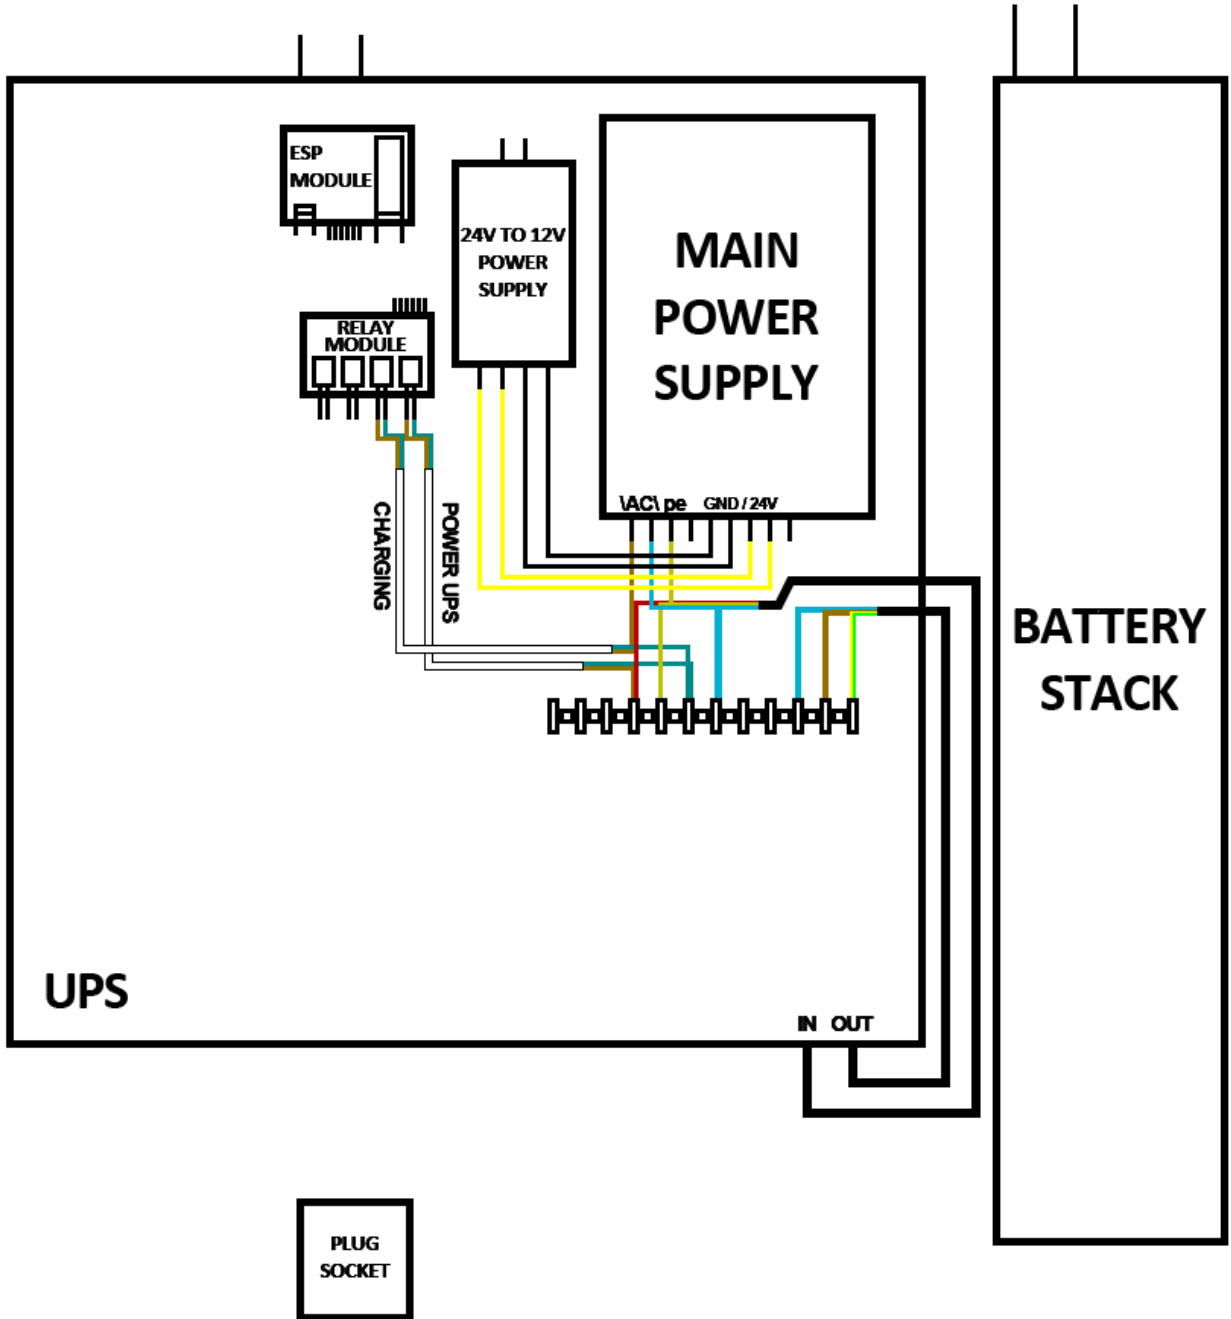 ESP
MODULE
24V TO 12V
POWER
SUPPLY
MAIN
POWER
SUPPLY
RELAY
MODULE
\AC\ pe GND / 24V
CHARGING
POWER UPS
BATTERY
STACK
UPS
IN OUT
PLUG
SOCKET